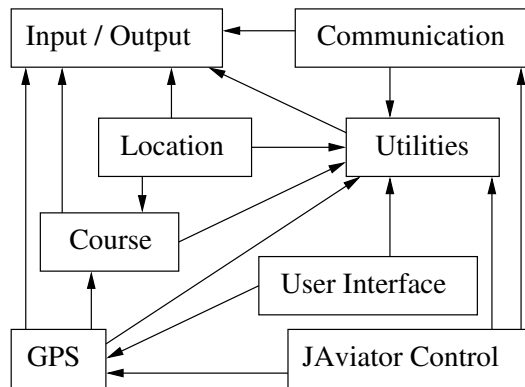 Input / Output
Communication
Location
Utilities
Course
User Interface
GPS
JAviator Control